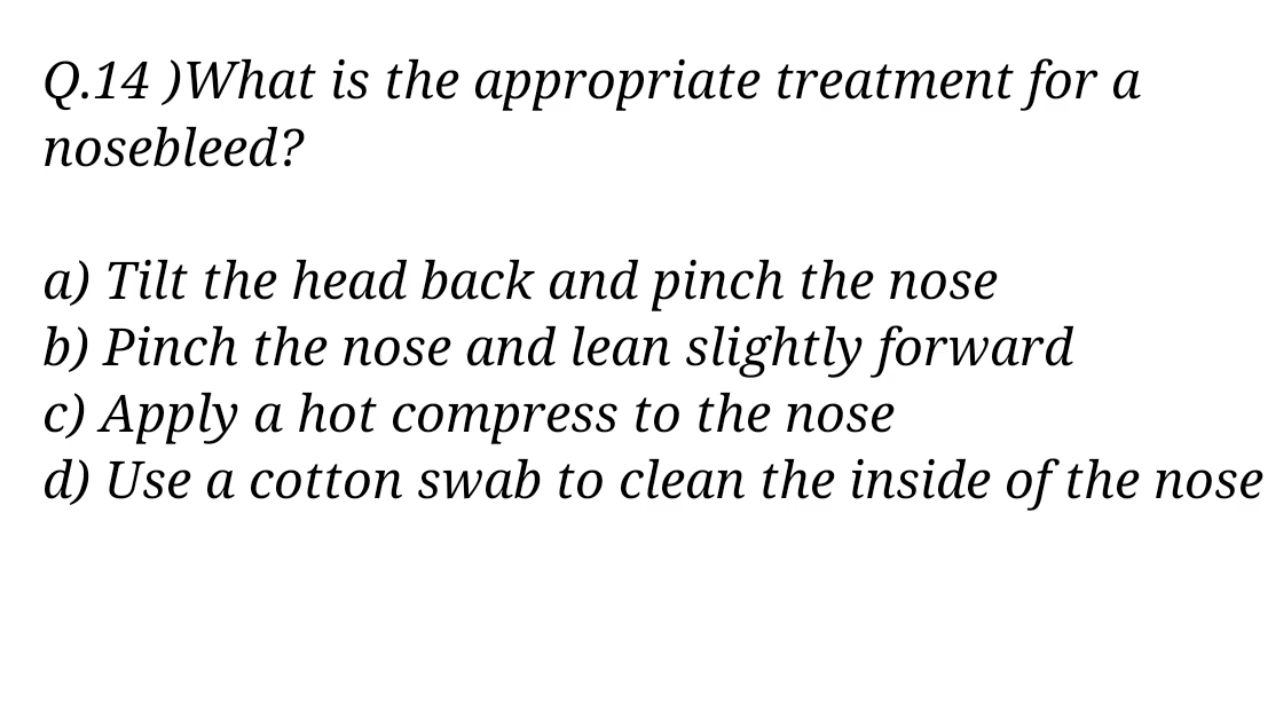 Q.14 )What is the appropriate treatment for a
nosebleed?
a) Tilt the head back and pinch the nose
b) Pinch the nose and lean slightly forward
c) Apply a hot compress to the nose
d) Use a cotton swab to clean the inside of the nose